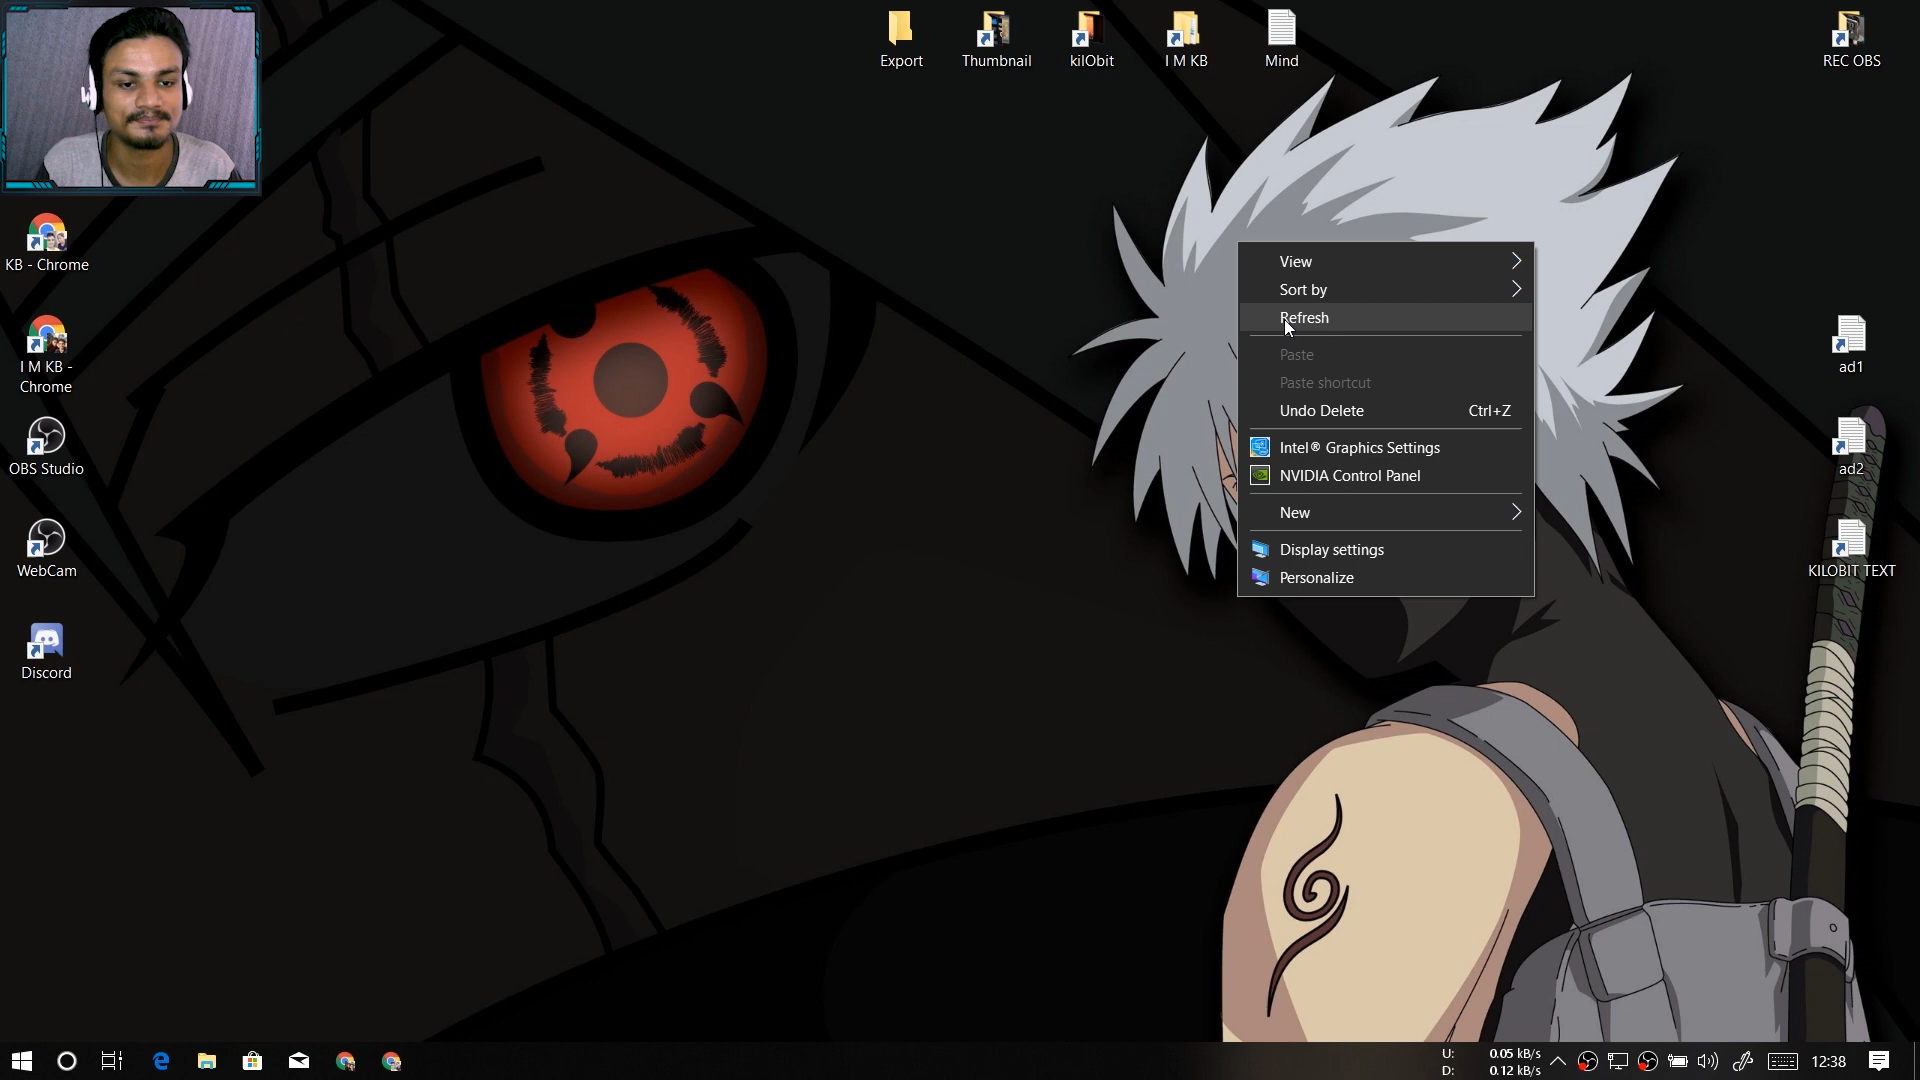 Export
Thumbnail
kilObit
I M KB
Mind
REC OBS
KB - Chrome
I M KB -
Chrome
OBS Studio
WebCam
Discord
View
Sort by
Refresh
Paste
Paste shortcut
Undo Delete Ctrl+Z
Intel® Graphics Settings
NVIDIA Control Panel
New
Display settings
Personalize
ad1
ad2
KILOBIT TEXT
U: 0.05 kB/s
D: 0.12 kB/s
12:38